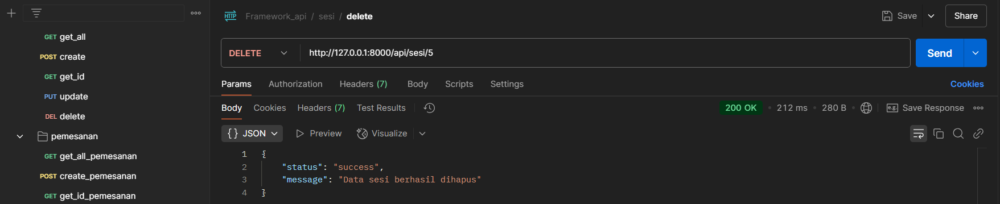 GET get_all
POST create
GET get_id
PUT update
DEL delete
pemesanan
GET get_all_pemesanan
POST create_pemesanan
GET get_id_pemesanan
HTTP Framework_api / sesi / delete
Save
Share
DELETE http://127.0.0.1:8000/api/sesi/5
Send
Params Authorization Headers (7) Body Scripts Settings
Cookies
Body Cookies Headers (7) Test Results
200 OK • 212 ms • 280 B •
e.g. Save Response
{} JSON Preview Visualize
1 {
2 "status": "success",
3 "message": "Data sesi berhasil dihapus"
4 }